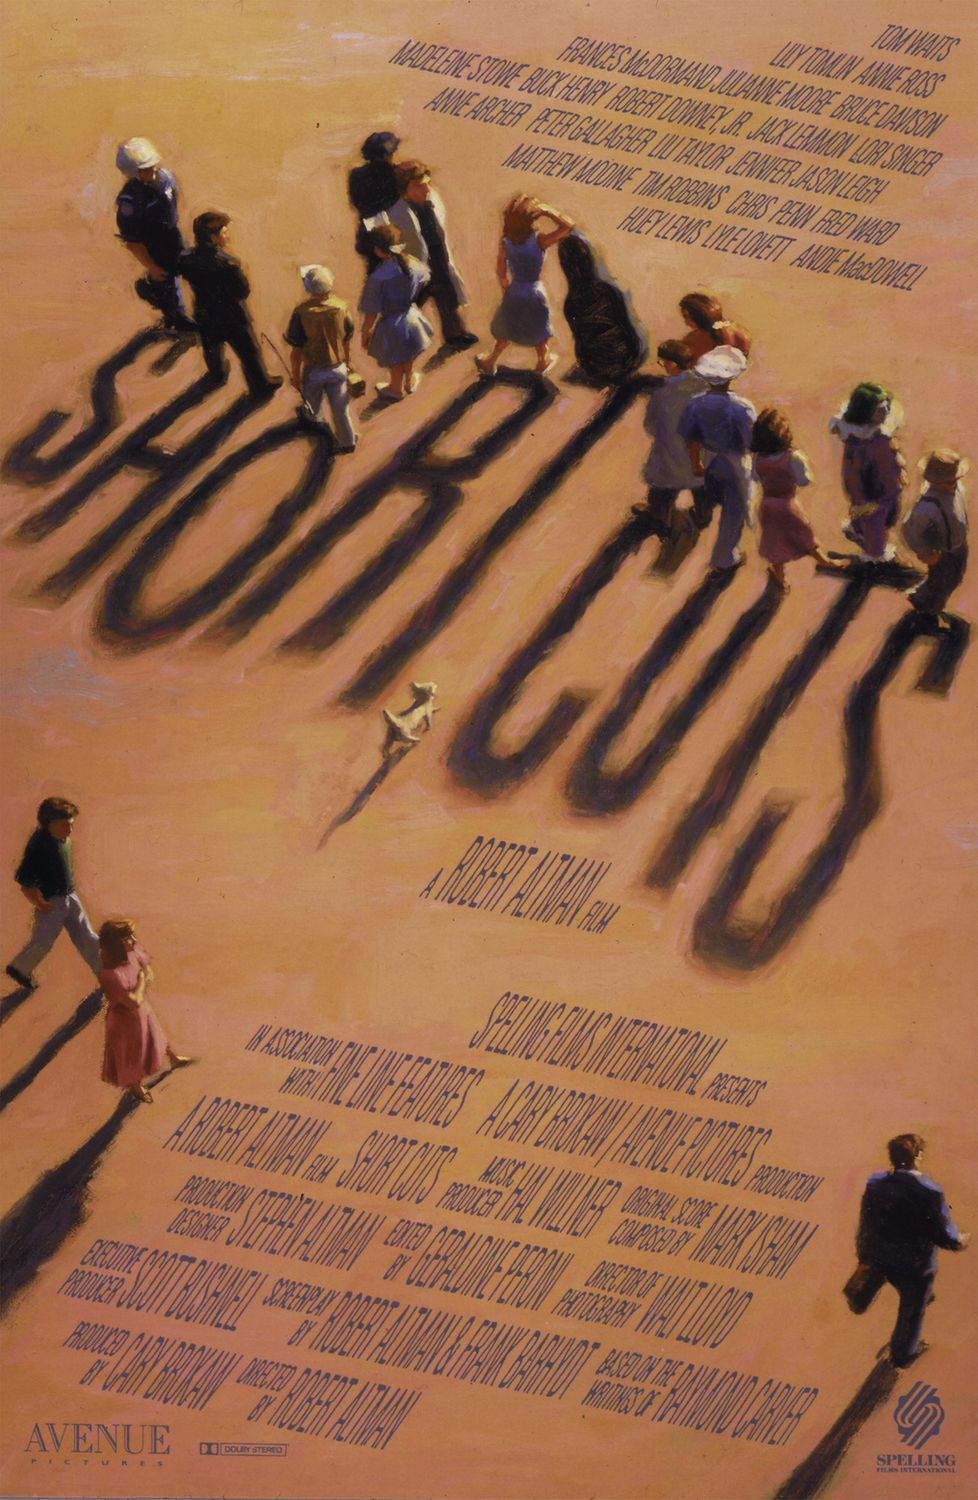 TOM WAITS
LILY TOMLIN ANNIE ROSS
FRANCES McDORMAND JULIANNE MOORE BRUCE DAVISON
MADELEINE STOWE BUCK HENRY ROBERT DOWNEY, JR. JACK LEMMON LORI SINGER
ANNE ARCHER PETER GALLAGHER LILI TAYLOR JENNIFER JASON LEIGH
MATTHEW MODINE TIM ROBBINS CHRIS PENN FRED WARD
HUEY LEWIS LYLE LOVETT ANDIE MacDOWELL
SHORT CUTS
A ROBERT ALTMAN FILM
SPELLING FILMS INTERNATIONAL PRESENTS
IN ASSOCIATION WITH FINE LINE FEATURES A CARY BROKAW / AVENUE PICTURES PRODUCTION
A ROBERT ALTMAN FILM SHORT CUTS MUSIC PRODUCER HAL WILLNER ORIGINAL SCORE COMPOSED BY MARK ISHAM
PRODUCTION DESIGNER STEPHEN ALTMAN EDITED BY GERALDINE PERONI DIRECTOR OF PHOTOGRAPHY WALT LLOYD
EXECUTIVE PRODUCER SCOTT BUSHNELL SCREENPLAY BY ROBERT ALTMAN & FRANK BARHYDT BASED ON THE WRITINGS OF RAYMOND CARVER
PRODUCED BY CARY BROKAW DIRECTED BY ROBERT ALTMAN
AVENUE
PICTURES
DOLBY STEREO
SPELLING
FILMS INTERNATIONAL